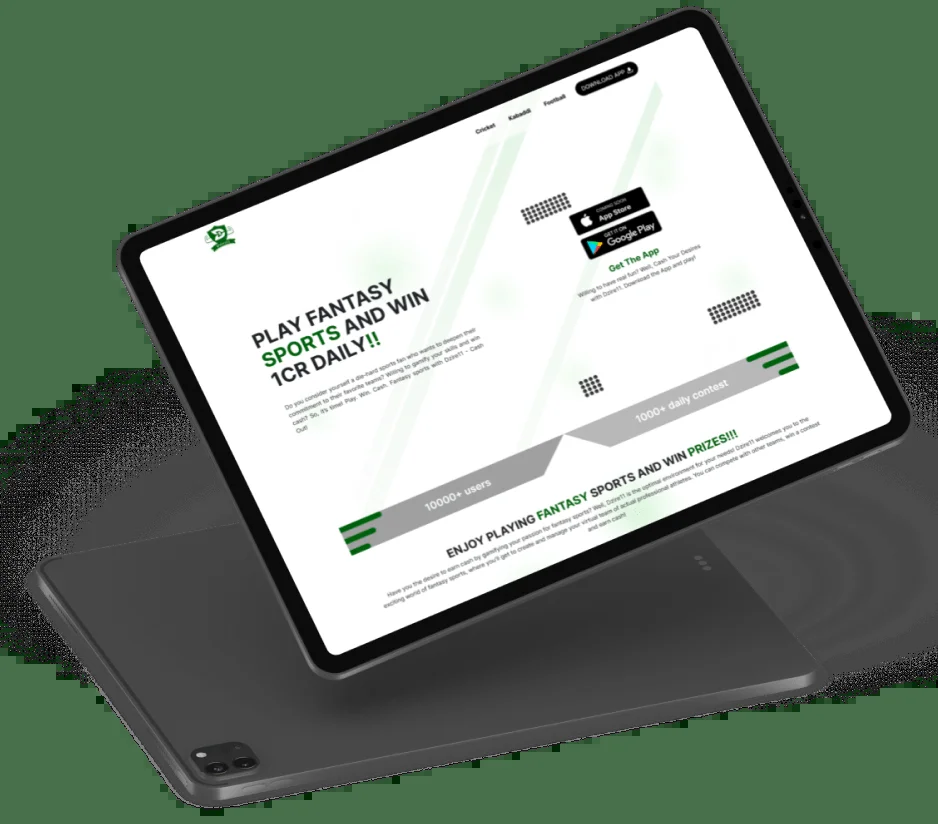 Cricket Kabaddi Football DOWNLOAD APP
PLAY FANTASY
SPORTS AND WIN
1CR DAILY!!
Do you consider yourself a die-hard sports fan who wants to deepen their
commitment to their favorite teams? Willing to gamify your skills and win
cash? So, it's time! Play. Win. Cash. Fantasy sports with Dzire11 - Cash
Out!
COMING SOON
App Store
GET IT ON
Google Play
Get The App
Willing to have real fun? Well, Cash Your Desires
with Dzire11. Download the App and play!
10000+ users
1000+ daily contest
ENJOY PLAYING FANTASY SPORTS AND WIN PRIZES!!!
Have you the desire to earn cash by gamifying your passion for fantasy sports? Well, Dzire11 is the optimal environment for your needs! Dzire11 welcomes you to the
exciting world of fantasy sports, where you'll get to create and manage your virtual team of actual professional athletes. You can compete with other teams, win a contest
and earn cash!